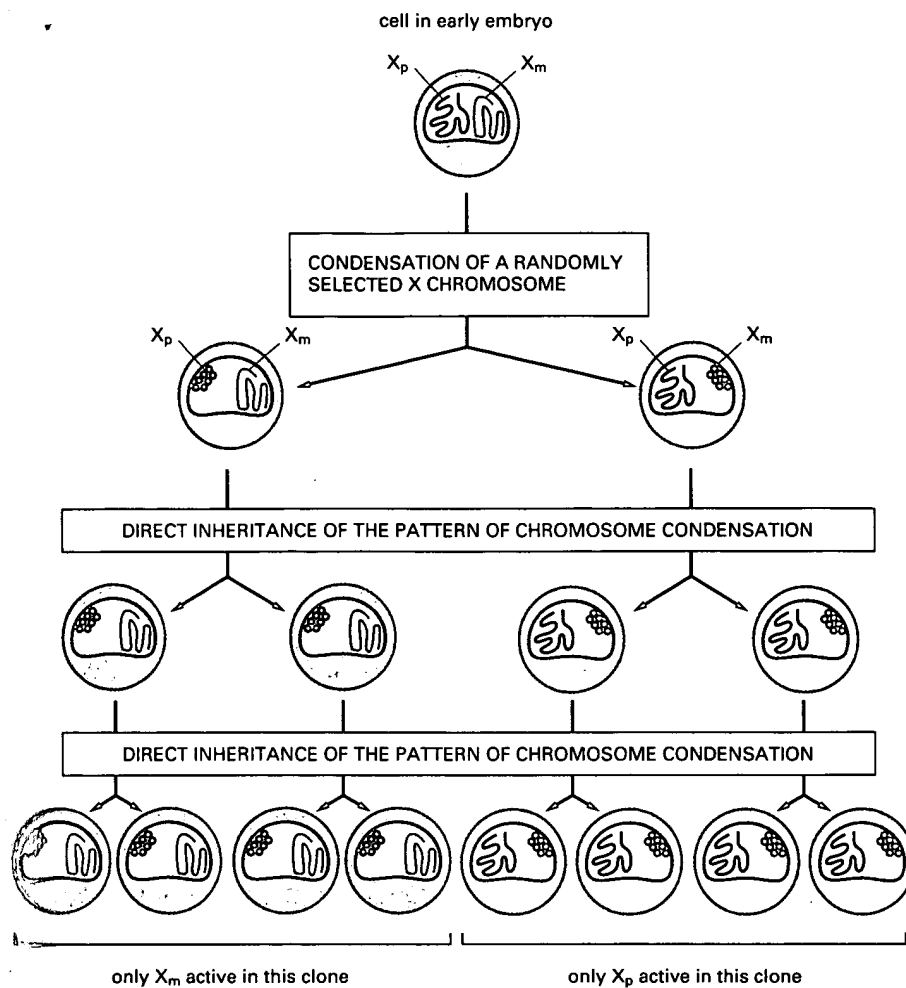 cell in early embryo
Xp Xm
CONDENSATION OF A RANDOMLY
SELECTED X CHROMOSOME
Xp Xm Xp Xm
DIRECT INHERITANCE OF THE PATTERN OF CHROMOSOME CONDENSATION
DIRECT INHERITANCE OF THE PATTERN OF CHROMOSOME CONDENSATION
only Xm active in this clone
only Xp active in this clone